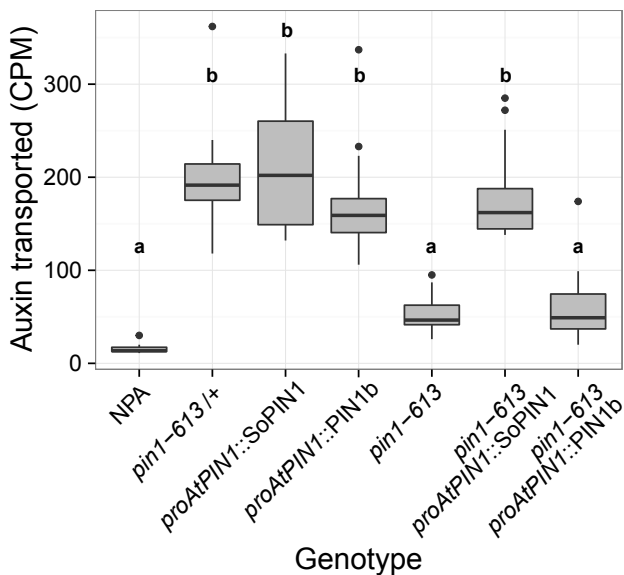 Auxin transported (CPM)
300
200
100
0
a
b
b
b
a
b
a
NPA
pin1−613 /+
proAtPIN1::SoPIN1
proAtPIN1::PIN1b
pin1−613
pin1−613
proAtPIN1::SoPIN1
pin1−613
proAtPIN1::PIN1b
Genotype